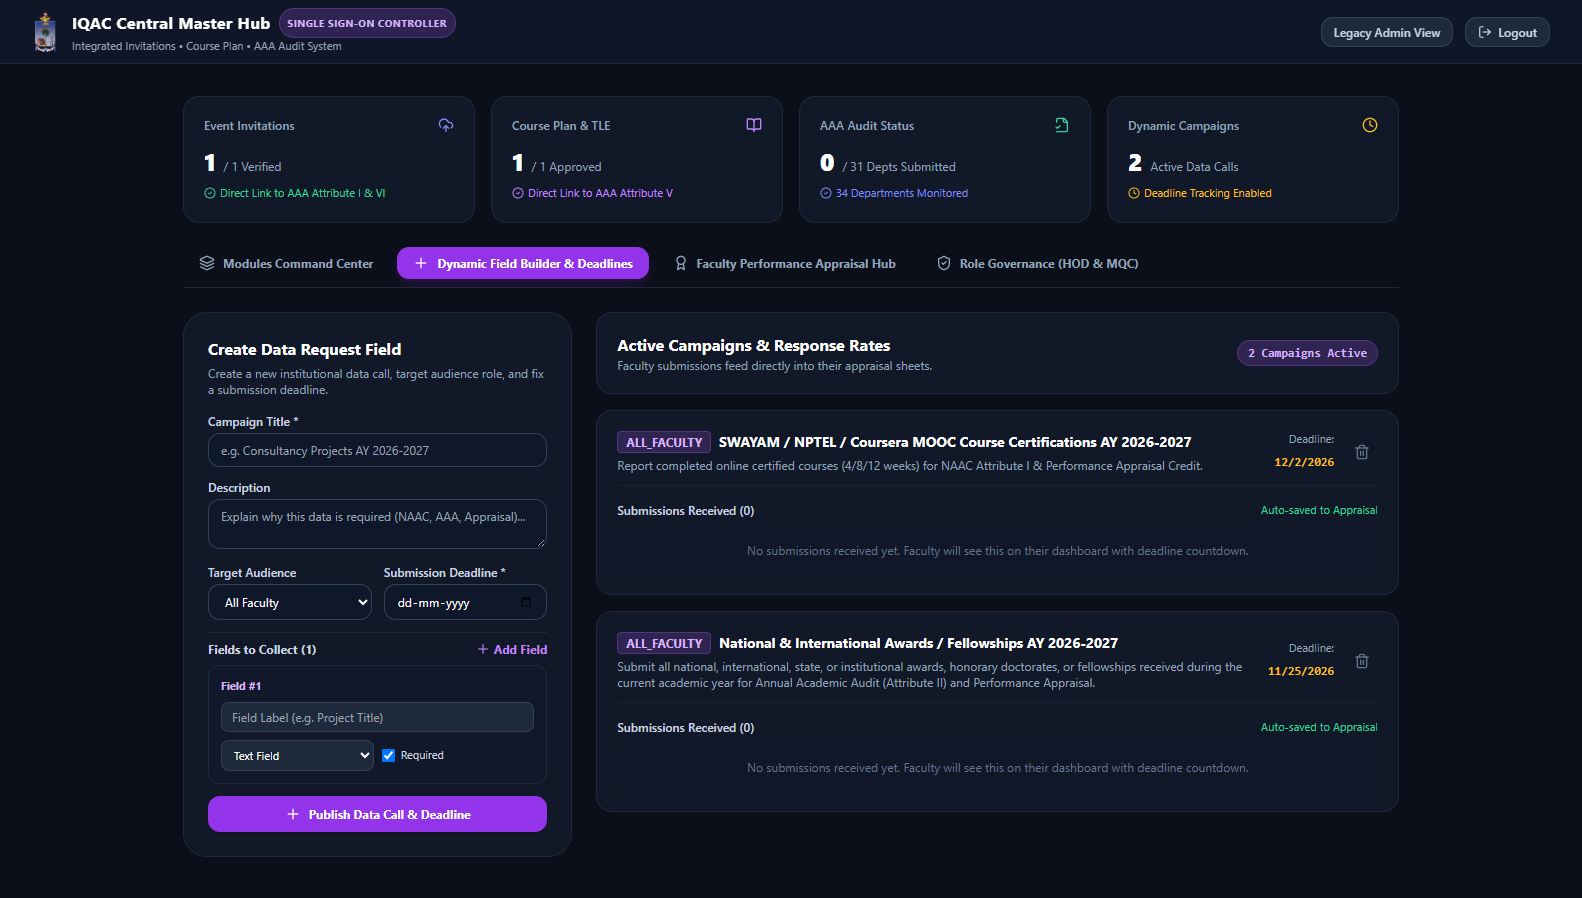 IQAC Central Master Hub
SINGLE SIGN-ON CONTROLLER
Integrated Invitations • Course Plan • AAA Audit System
Legacy Admin View
Logout
Event Invitations
1 / 1 Verified
Direct Link to AAA Attribute I & VI
Course Plan & TLE
1 / 1 Approved
Direct Link to AAA Attribute V
AAA Audit Status
0 / 31 Depts Submitted
34 Departments Monitored
Dynamic Campaigns
2 Active Data Calls
Deadline Tracking Enabled
Modules Command Center
Dynamic Field Builder & Deadlines
Faculty Performance Appraisal Hub
Role Governance (HOD & MQC)
Create Data Request Field
Create a new institutional data call, target audience role, and fix
a submission deadline.
Campaign Title *
e.g. Consultancy Projects AY 2026-2027
Description
Explain why this data is required (NAAC, AAA, Appraisal)...
Target Audience
Submission Deadline *
All Faculty
dd-mm-yyyy
Fields to Collect (1)
+ Add Field
Field #1
Field Label (e.g. Project Title)
Text Field
Required
+ Publish Data Call & Deadline
Active Campaigns & Response Rates
Faculty submissions feed directly into their appraisal sheets.
2 Campaigns Active
ALL_FACULTY SWAYAM / NPTEL / Coursera MOOC Course Certifications AY 2026-2027
Report completed online certified courses (4/8/12 weeks) for NAAC Attribute I & Performance Appraisal Credit.
Deadline:
12/2/2026
Submissions Received (0)
Auto-saved to Appraisal
No submissions received yet. Faculty will see this on their dashboard with deadline countdown.
ALL_FACULTY National & International Awards / Fellowships AY 2026-2027
Submit all national, international, state, or institutional awards, honorary doctorates, or fellowships received during the
current academic year for Annual Academic Audit (Attribute II) and Performance Appraisal.
Deadline:
11/25/2026
Submissions Received (0)
Auto-saved to Appraisal
No submissions received yet. Faculty will see this on their dashboard with deadline countdown.